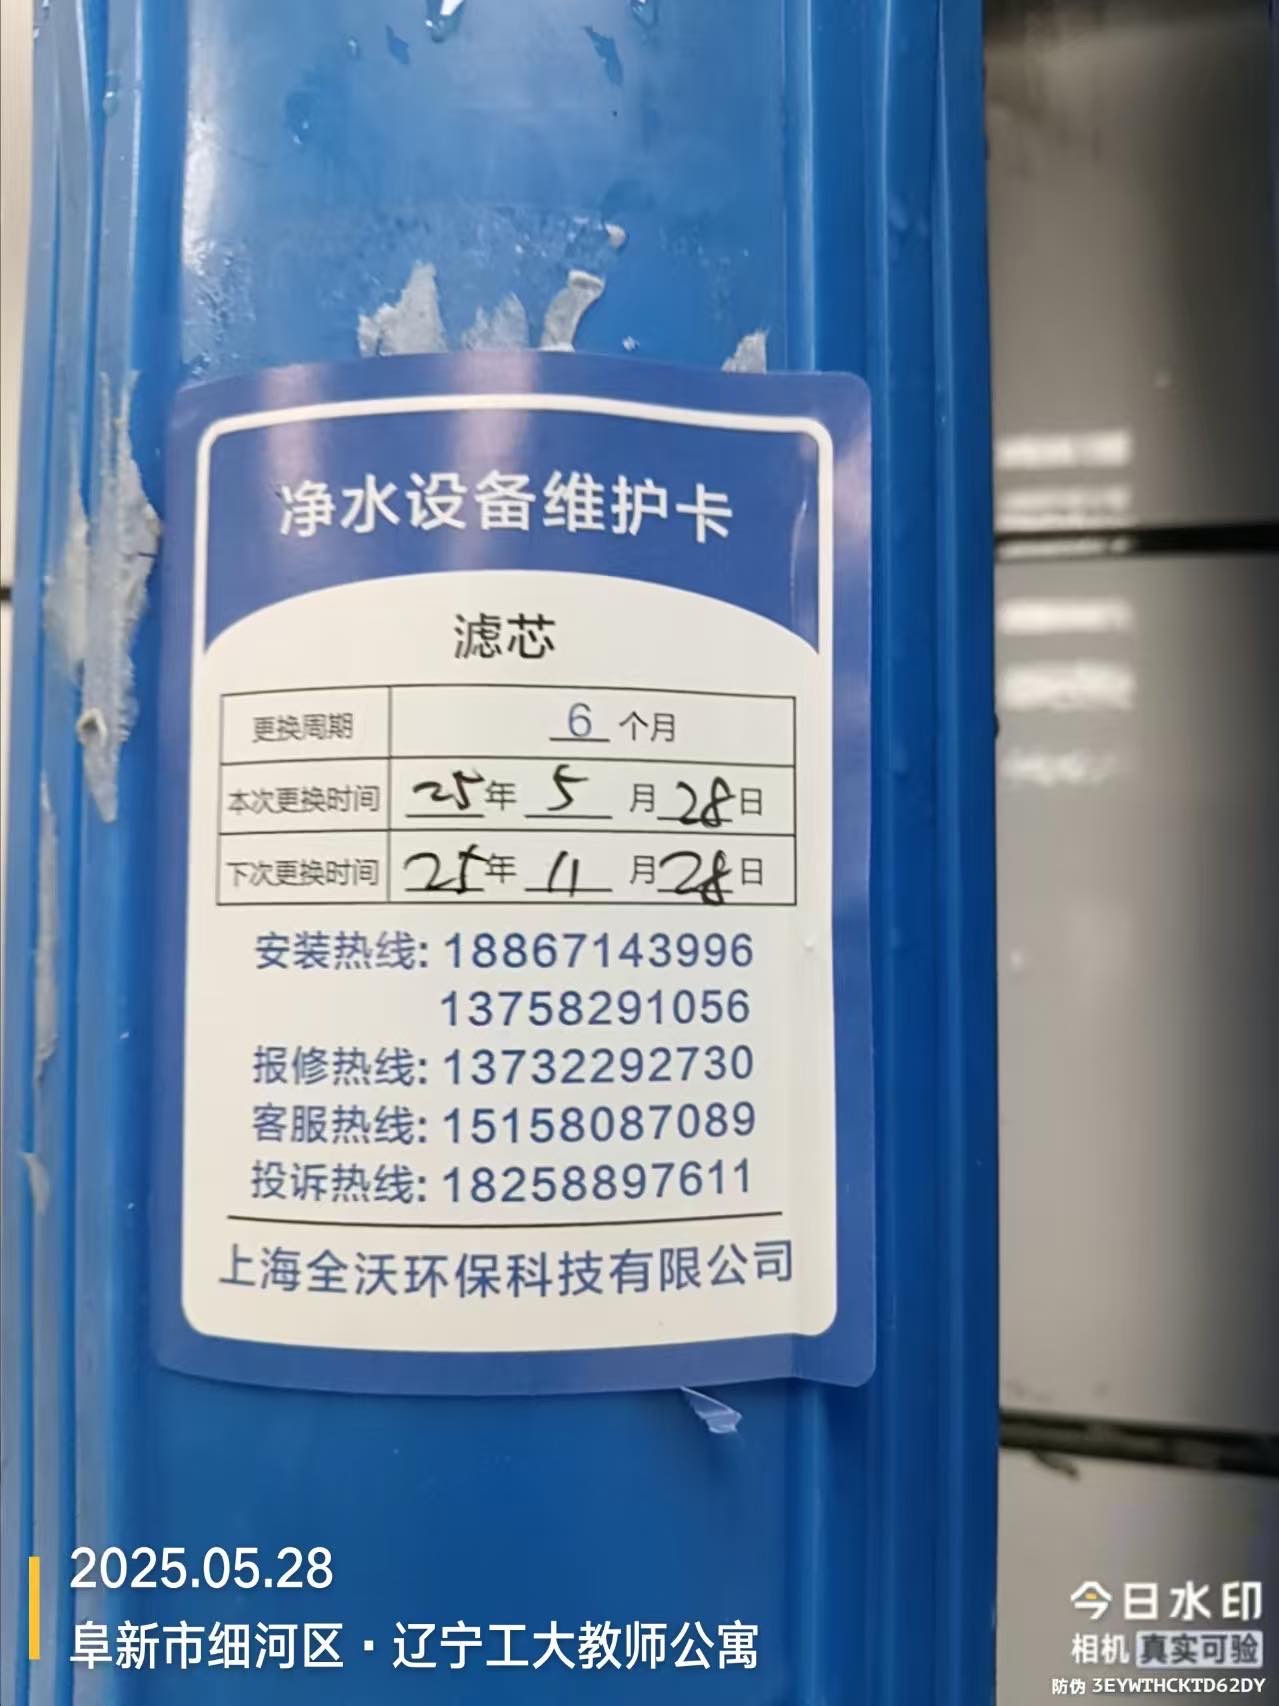 净水设备维护卡
滤芯
更换周期 6 个月
本次更换时间 25年 5 月 28日
下次更换时间 25年 11 月 28日
安装热线: 18867143996
13758291056
报修热线: 13732292730
客服热线: 15158087089
投诉热线: 18258897611
上海全沃环保科技有限公司
2025.05.28
阜新市细河区·辽宁工大教师公寓
今日水印
相机 真实可验
防伪 3EYWTHCKTD62DY